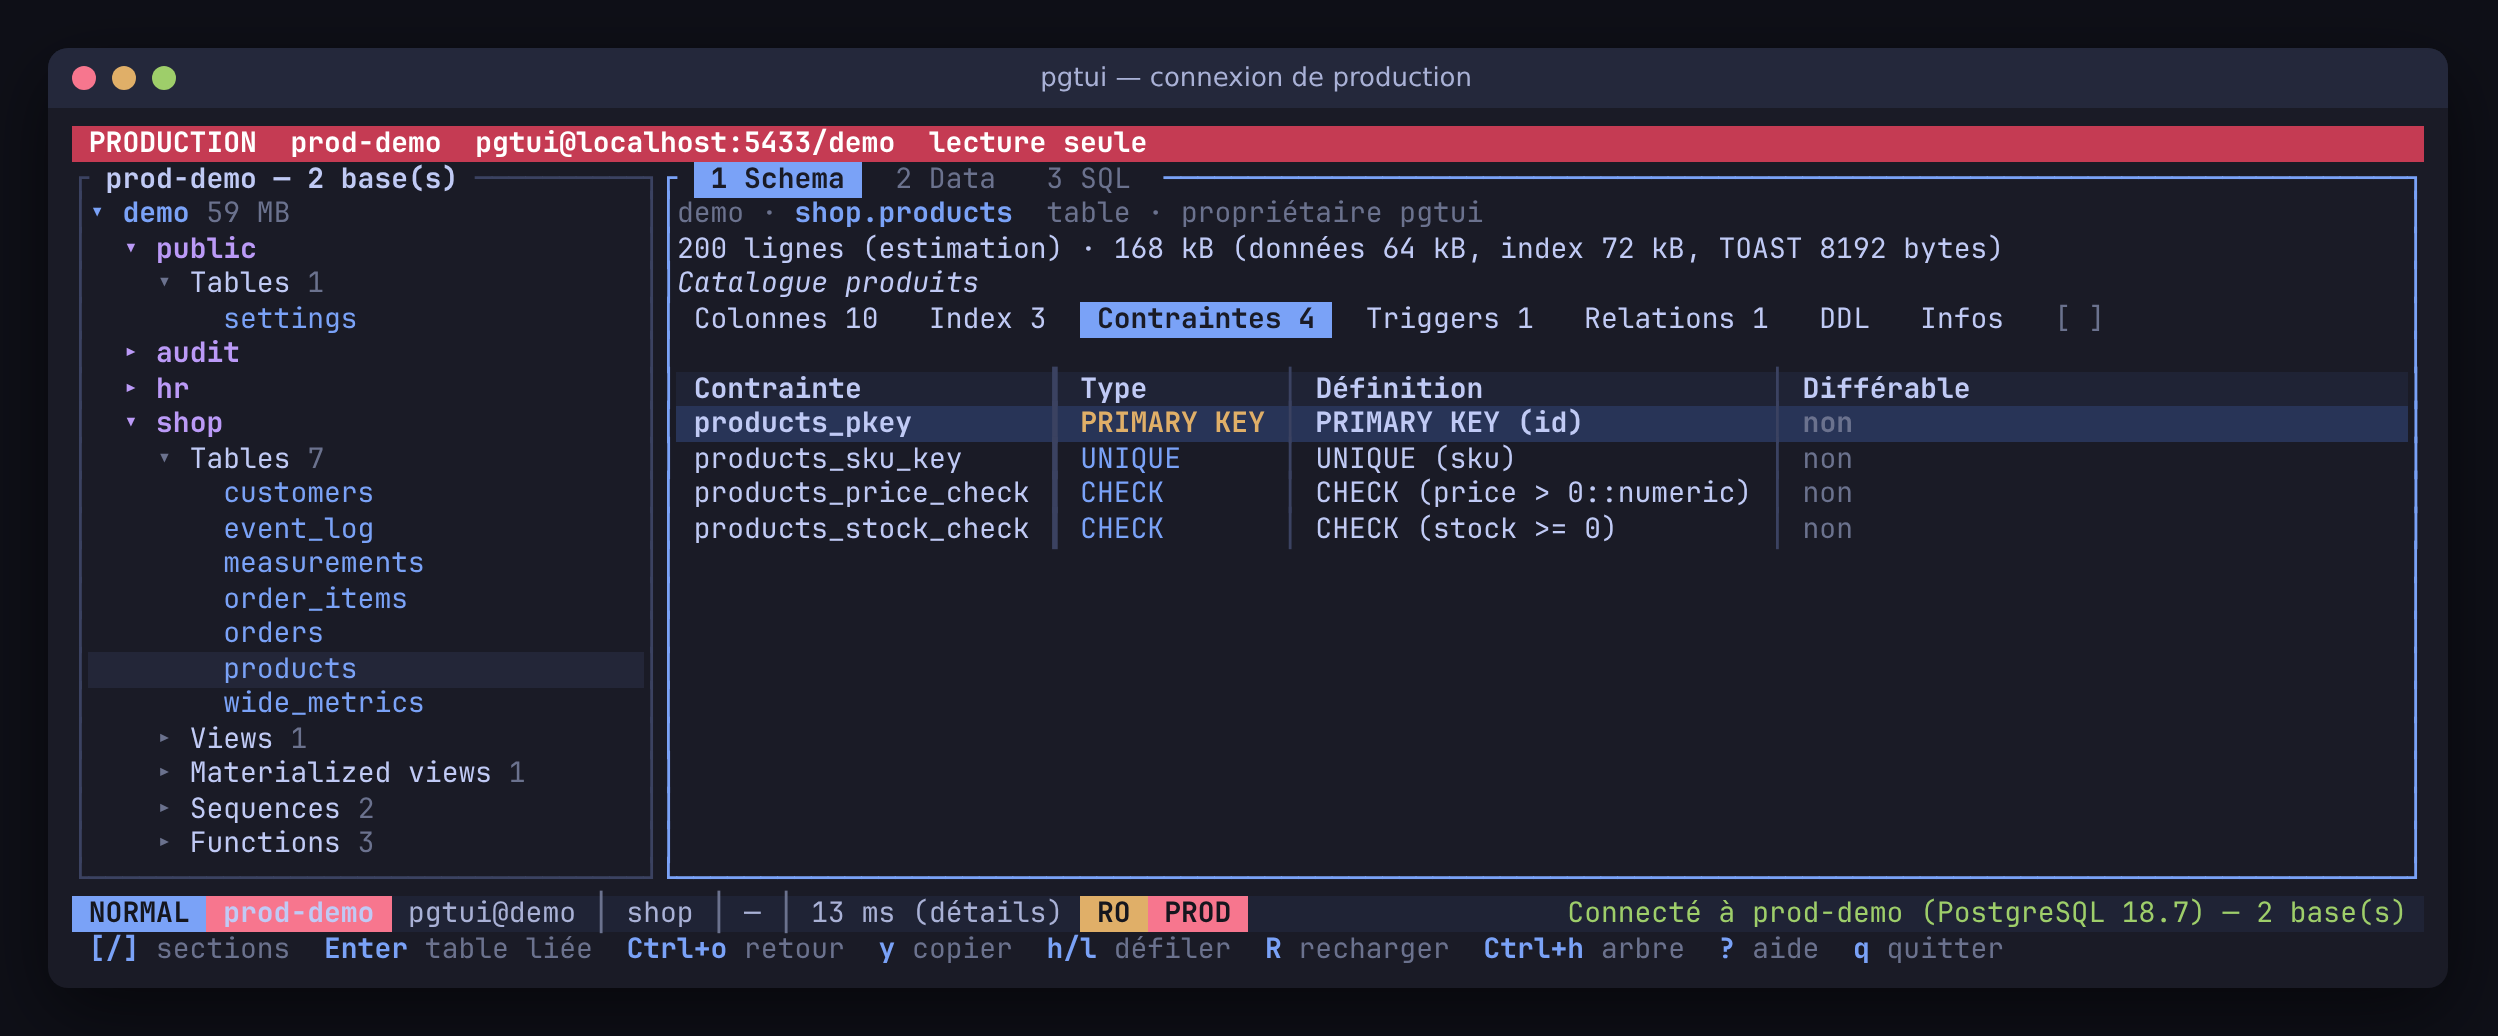 pgtui — connexion de production
PRODUCTION  prod-demo  pgtui@localhost:5433/demo  lecture seule
prod-demo — 2 base(s)
▾ demo 59 MB
▾ public
▾ Tables 1
settings
▸ audit
▸ hr
▾ shop
▾ Tables 7
customers
event_log
measurements
order_items
orders
products
wide_metrics
▸ Views 1
▸ Materialized views 1
▸ Sequences 2
▸ Functions 3
1 Schema  2 Data  3 SQL
demo · shop.products  table · propriétaire pgtui
200 lignes (estimation) · 168 kB (données 64 kB, index 72 kB, TOAST 8192 bytes)
Catalogue produits
Colonnes 10  Index 3  Contraintes 4  Triggers 1  Relations 1  DDL  Infos  [ ]
Contrainte  Type  Définition  Différable
products_pkey  PRIMARY KEY  PRIMARY KEY (id)  non
products_sku_key  UNIQUE  UNIQUE (sku)  non
products_price_check  CHECK  CHECK (price > 0::numeric)  non
products_stock_check  CHECK  CHECK (stock >= 0)  non
NORMAL  prod-demo  pgtui@demo │ shop │ — │ 13 ms (détails)  RO  PROD  Connecté à prod-demo (PostgreSQL 18.7) — 2 base(s)
[/] sections  Enter table liée  Ctrl+o retour  y copier  h/l défiler  R recharger  Ctrl+h arbre  ? aide  q quitter